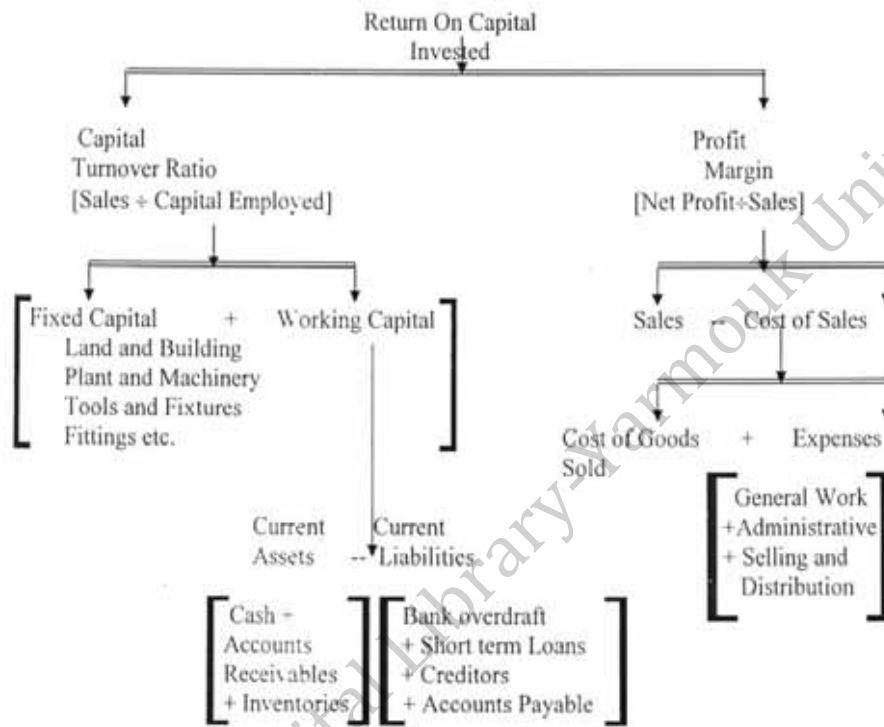 Return On Capital
Invested
Capital
Turnover Ratio
[Sales ÷ Capital Employed]
Profit
Margin
[Net Profit÷Sales]
Fixed Capital + Working Capital
Land and Building
Plant and Machinery
Tools and Fixtures
Fittings etc.
Sales -- Cost of Sales
Cost of Goods + Expenses
Sold
Current Current
Assets -- Liabilities
General Work
+Administrative
+ Selling and
Distribution
Cash +
Accounts
Receivables
+ Inventories
Bank overdraft
+ Short term Loans
+ Creditors
+ Accounts Payable
Library-Yarmouk